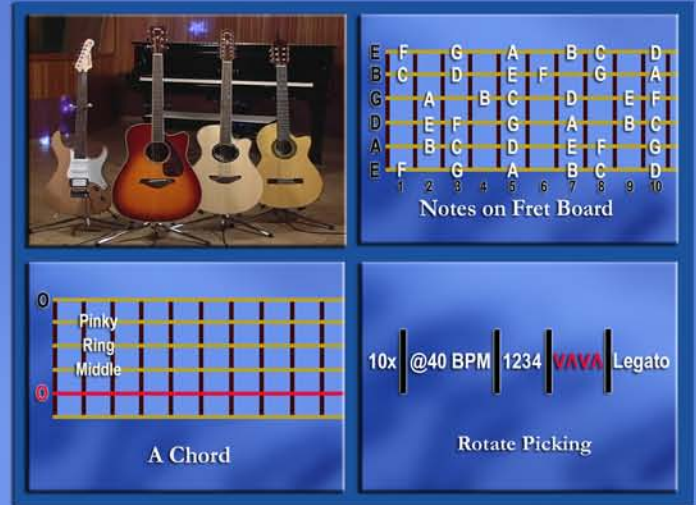 E F G A B C D
B C D E F G A
G A B C D E F
D E F G A B C
A B C D E F G
E F G A B C D
1 2 3 4 5 6 7 8 9 10
Notes on Fret Board
O
Pinky
Ring
Middle
O
A Chord
10x @40 BPM 1234 VΛVΛ Legato
Rotate Picking